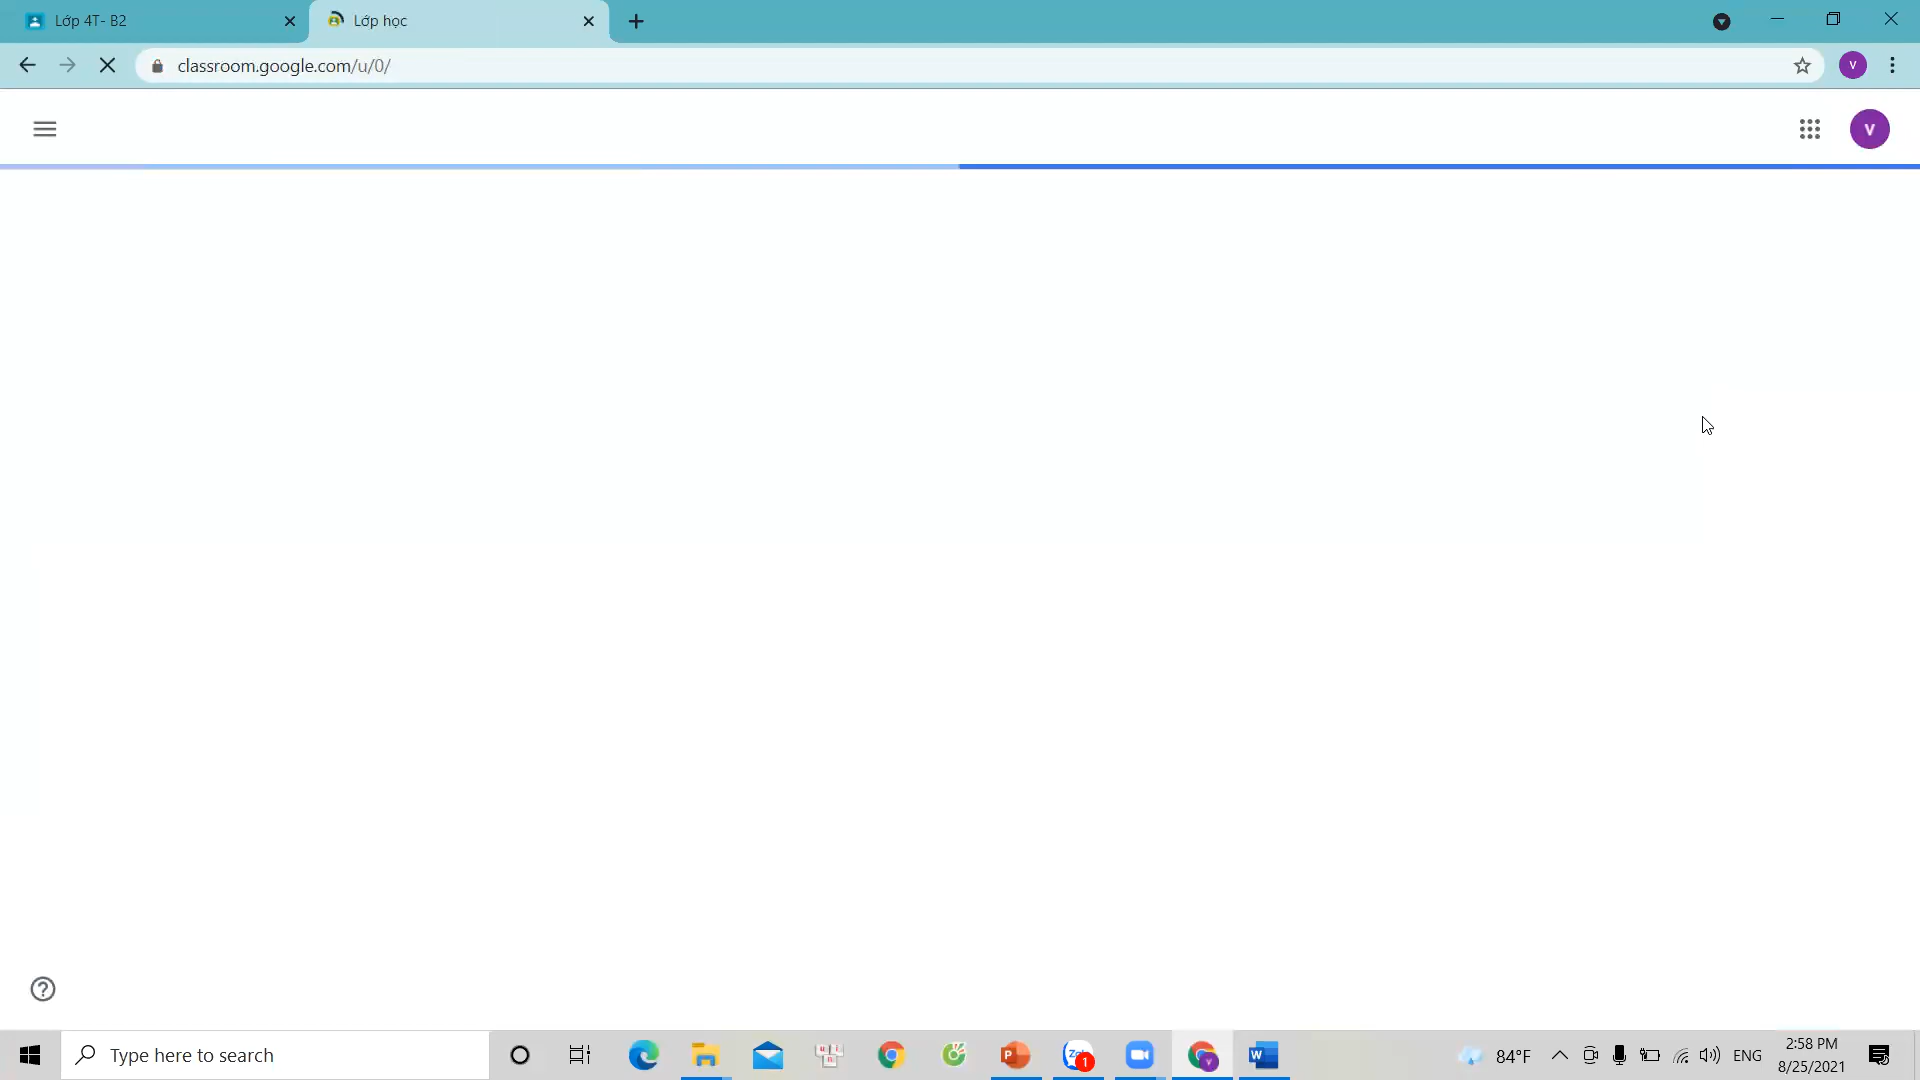 Lớp 4T- B2
Lớp học
classroom.google.com/u/0/
V
V
Type here to search
P
1
V
W
84°F
ENG
2:58 PM
8/25/2021